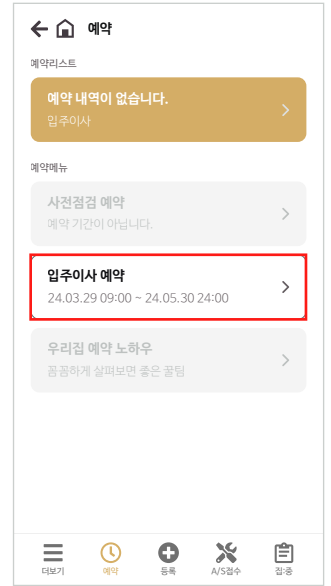 예약
예약리스트
예약 내역이 없습니다.
입주이사
예약메뉴
사전점검 예약
예약 기간이 아닙니다.
입주이사 예약
24.03.29 09:00 ~ 24.05.30 24:00
우리집 예약 노하우
꼼꼼하게 살펴보면 좋은 꿀팁
더보기 예약 등록 A/S접수 집:중